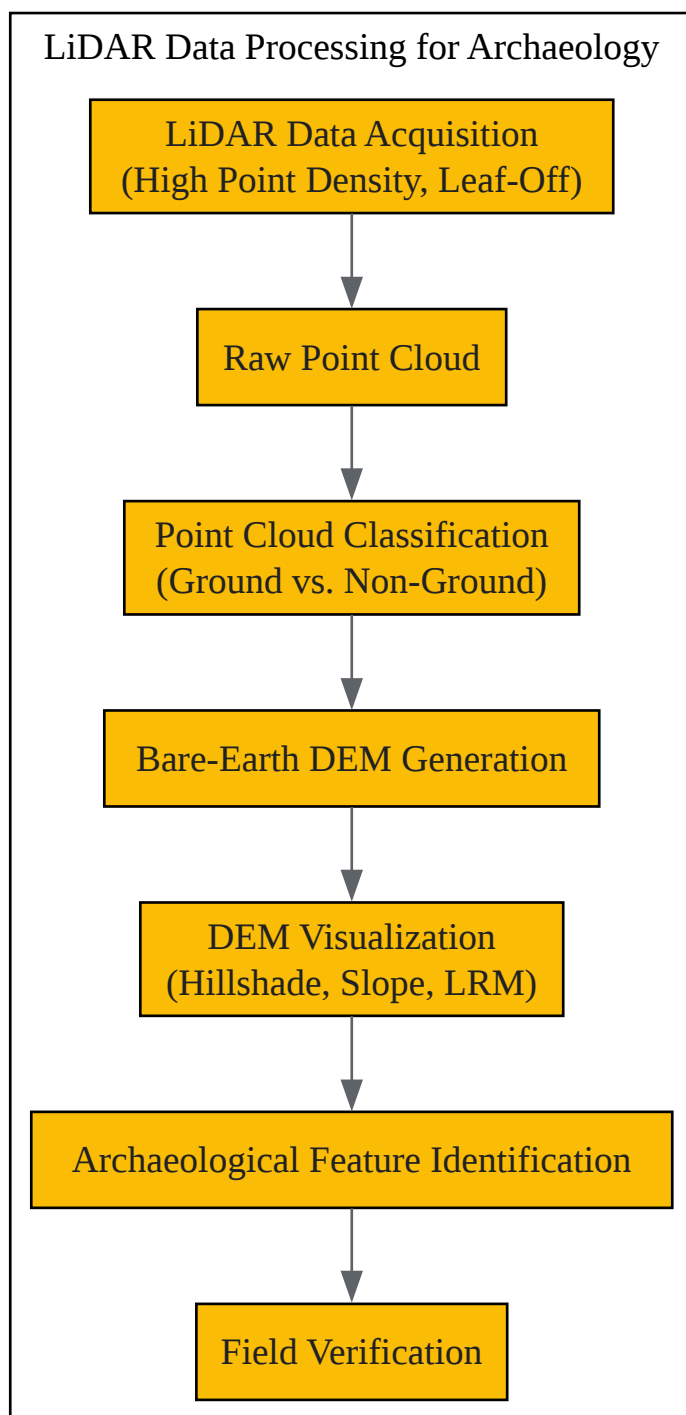 LiDAR Data Processing for Archaeology
LiDAR Data Acquisition
(High Point Density, Leaf-Off)
Raw Point Cloud
Point Cloud Classification
(Ground vs. Non-Ground)
Bare-Earth DEM Generation
DEM Visualization
(Hillshade, Slope, LRM)
Archaeological Feature Identification
Field Verification